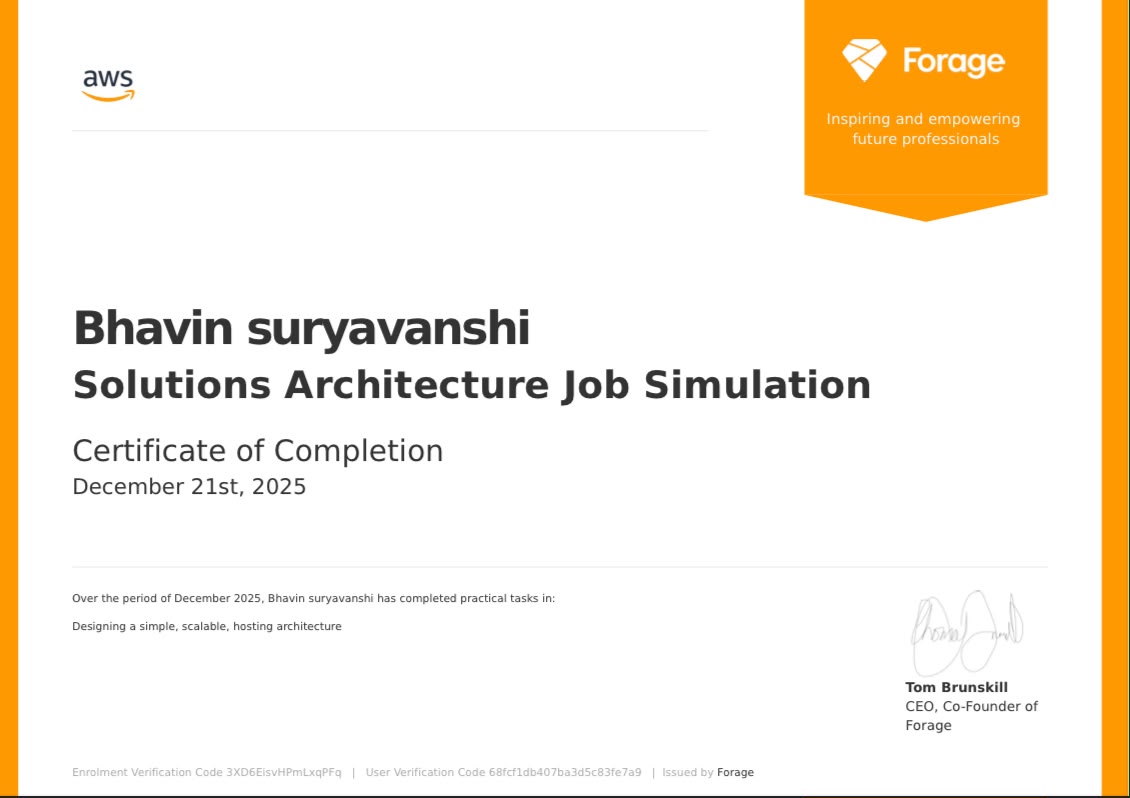 aws
Forage
Inspiring and empowering
future professionals
Bhavin suryavanshi
Solutions Architecture Job Simulation
Certificate of Completion
December 21st, 2025
Over the period of December 2025, Bhavin suryavanshi has completed practical tasks in:
Designing a simple, scalable, hosting architecture
Tom Brunskill
CEO, Co-Founder of
Forage
Enrolment Verification Code 3XD6EisvHPmLxqPFq | User Verification Code 68fcf1db407ba3d5c83fe7a9 | Issued by Forage